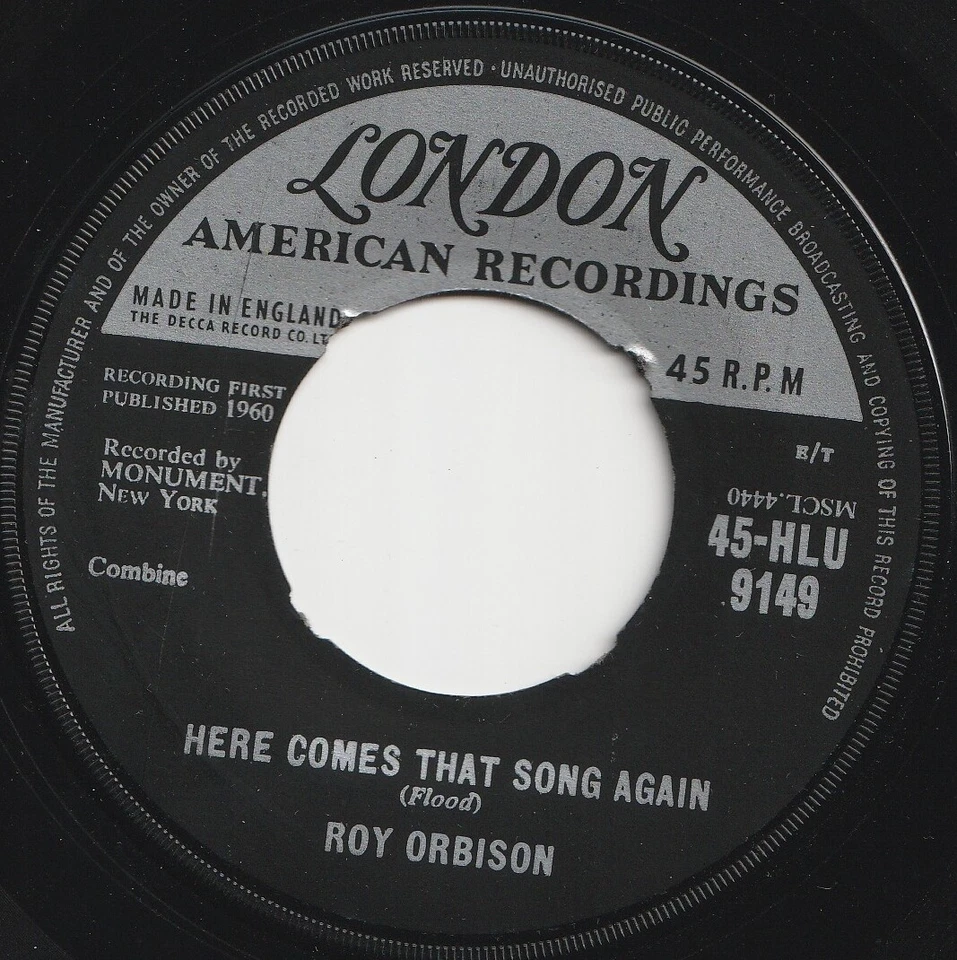 ALL RIGHTS OF THE MANUFACTURER AND OF THE OWNER OF THE RECORDED WORK RESERVED · UNAUTHORISED PUBLIC PERFORMANCE BROADCASTING AND COPYING OF THIS RECORD PROHIBITED
LONDON
AMERICAN RECORDINGS
MADE IN ENGLAND
THE DECCA RECORD CO.
45 R.P.M
RECORDING FIRST
PUBLISHED 1960
E/T
Recorded by
MONUMENT,
NEW YORK
MSCL.4440
45-HLU
9149
Combine
HERE COMES THAT SONG AGAIN
(Flood)
ROY ORBISON